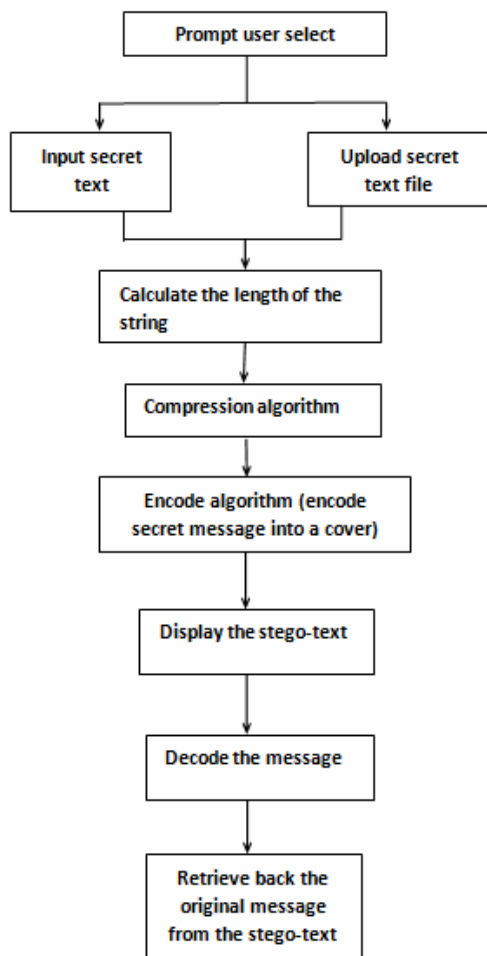 Prompt user select
Input secret
text
Upload secret
text file
Calculate the length of the
string
Compression algorithm
Encode algorithm (encode
secret message into a cover)
Display the stego-text
Decode the message
Retrieve back the
original message
from the stego-text